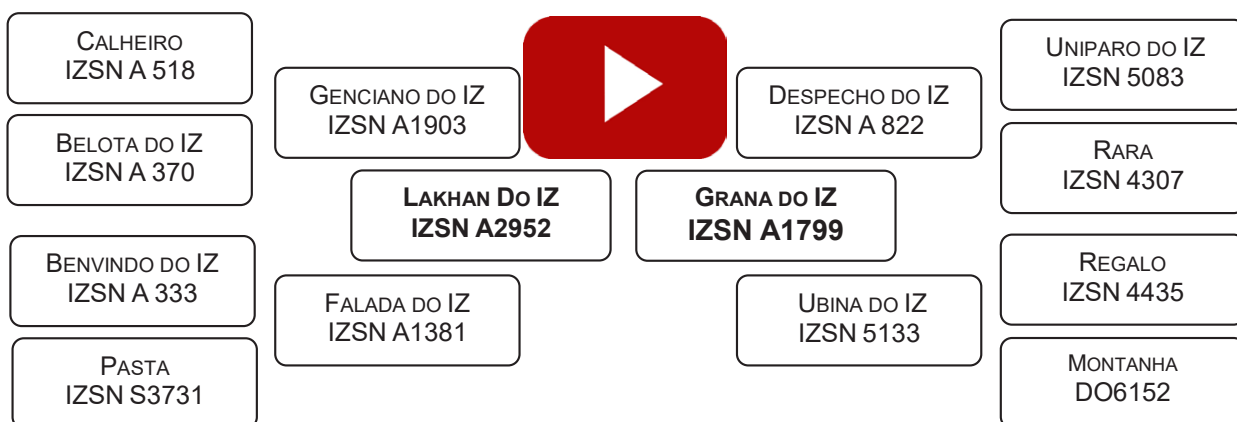 CALHEIRO
IZSN A 518
BELOTA DO IZ
IZSN A 370
BENVINDO DO IZ
IZSN A 333
PASTA
IZSN S3731
GENCIANO DO IZ
IZSN A1903
FALADA DO IZ
IZSN A1381
LAKHAN DO IZ
IZSN A2952
GRANA DO IZ
IZSN A1799
DESPECHO DO IZ
IZSN A 822
UBINA DO IZ
IZSN 5133
UNIPARO DO IZ
IZSN 5083
RARA
IZSN 4307
REGALO
IZSN 4435
MONTANHA
DO6152